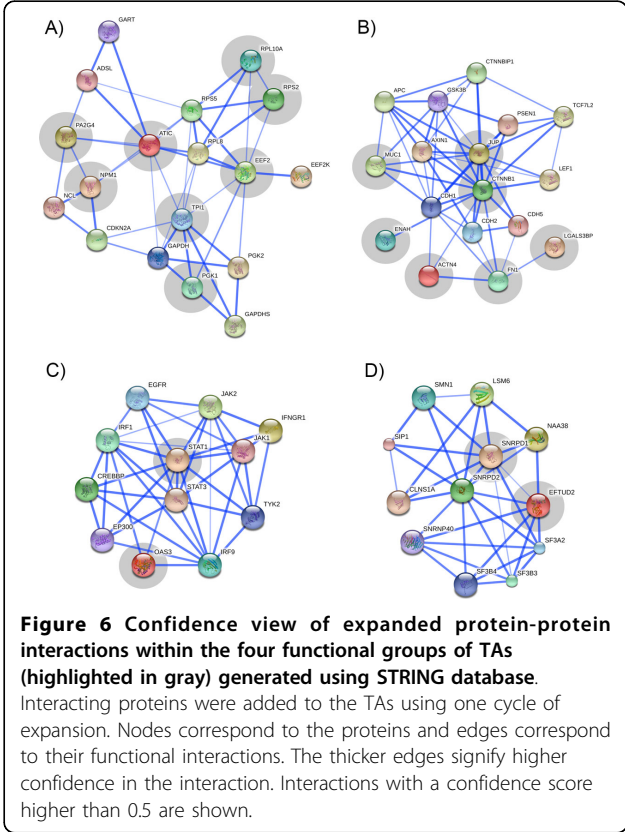 A)
GART
ADSL
RPL10A
RPS2
RPS5
PA2G4
ATIC
RPL8
EEF2
EEF2K
NPM1
NCL
TPI1
CDKN2A
GAPDH
PGK2
PGK1
GAPDHS
B)
CTNNBIP1
APC
GSK3B
TCF7L2
PSEN1
AXIN1
JUP
MUC1
LEF1
CTNNB1
CDH1
CDH5
CDH2
ENAH
LGALS3BP
ACTN4
FN1
C)
EGFR
JAK2
IFNGR1
IRF1
STAT1
JAK1
CREBBP
STAT3
TYK2
EP300
OAS3
IRF9
D)
SMN1
LSM6
NAA38
SIP1
SNRPD1
SNRPD2
CLNS1A
EFTUD2
SNRNP40
SF3A2
SF3B4
SF3B3
Figure 6 Confidence view of expanded protein-protein
interactions within the four functional groups of TAs
(highlighted in gray) generated using STRING database.
Interacting proteins were added to the TAs using one cycle of
expansion. Nodes correspond to the proteins and edges correspond
to their functional interactions. The thicker edges signify higher
confidence in the interaction. Interactions with a confidence score
higher than 0.5 are shown.